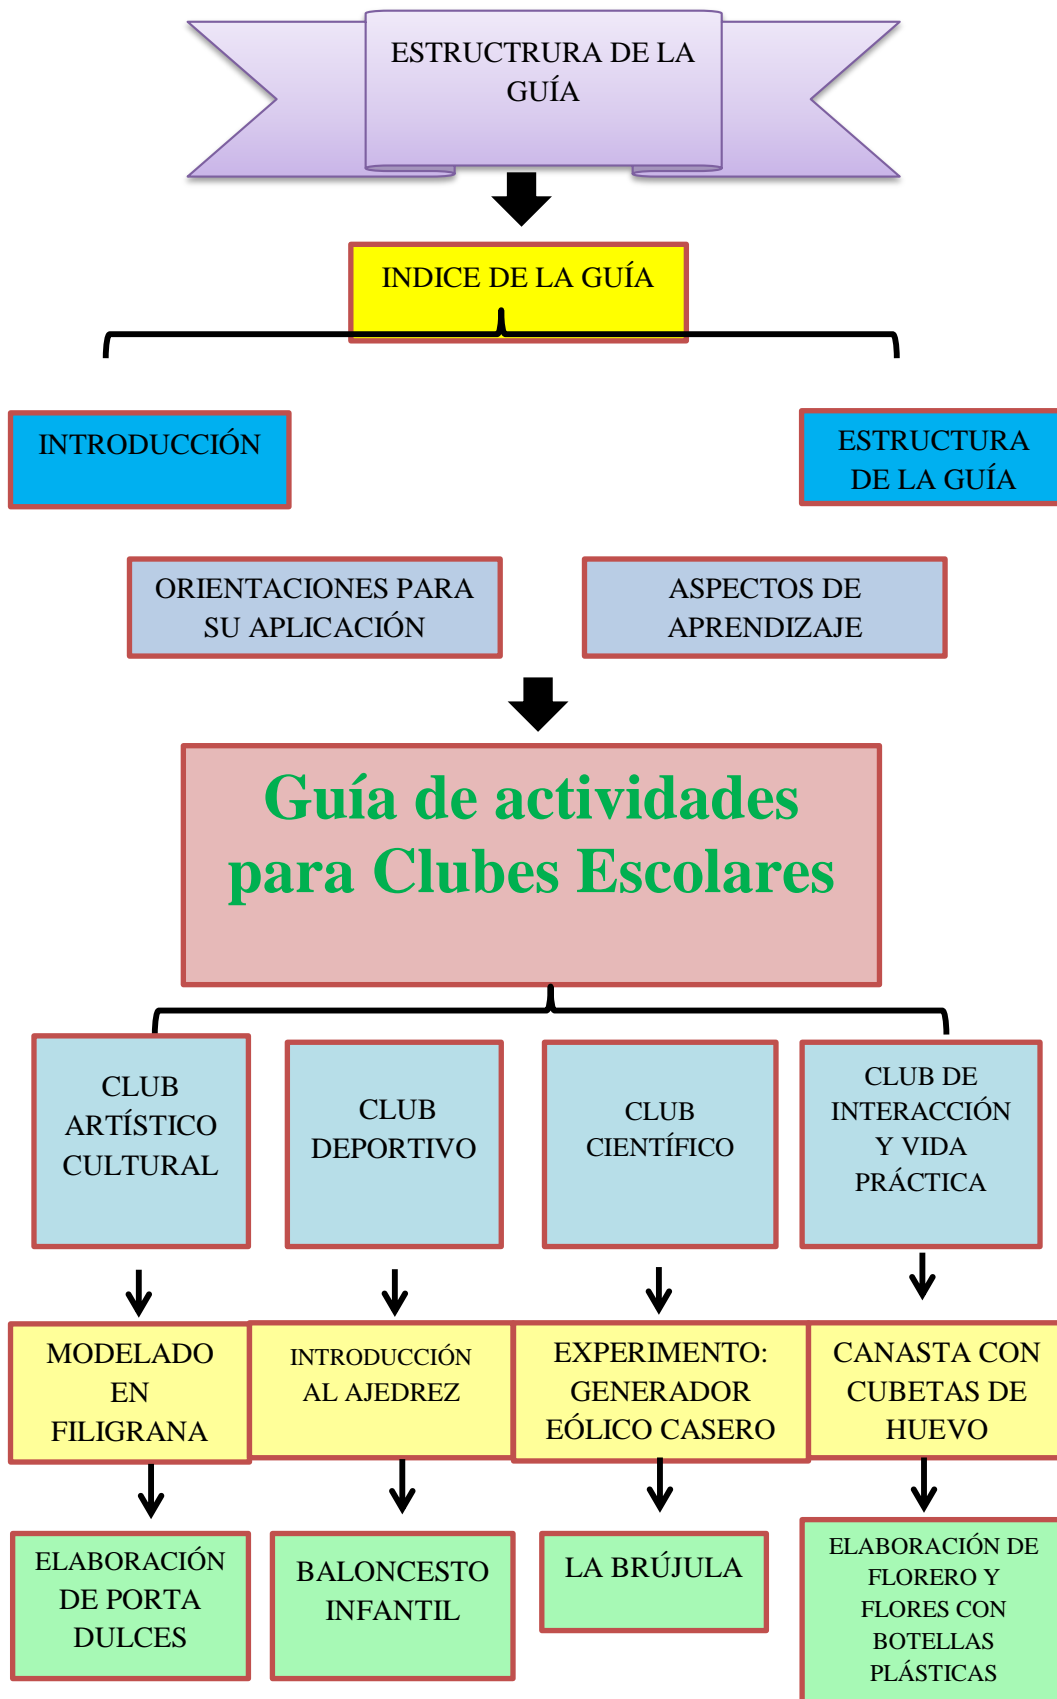 ESTRUCTRURA DE LA
GUÍA
INDICE DE LA GUÍA
INTRODUCCIÓN
ESTRUCTURA
DE LA GUÍA
ORIENTACIONES PARA
SU APLICACIÓN
ASPECTOS DE
APRENDIZAJE
Guía de actividades
para Clubes Escolares
CLUB
ARTÍSTICO
CULTURAL
CLUB
DEPORTIVO
CLUB
CIENTÍFICO
CLUB DE
INTERACCIÓN
Y VIDA
PRÁCTICA
MODELADO
EN
FILIGRANA
INTRODUCCIÓN
AL AJEDREZ
EXPERIMENTO:
GENERADOR
EÓLICO CASERO
CANASTA CON
CUBETAS DE
HUEVO
ELABORACIÓN
DE PORTA
DULCES
BALONCESTO
INFANTIL
LA BRÚJULA
ELABORACIÓN DE
FLORERO Y
FLORES CON
BOTELLAS
PLÁSTICAS